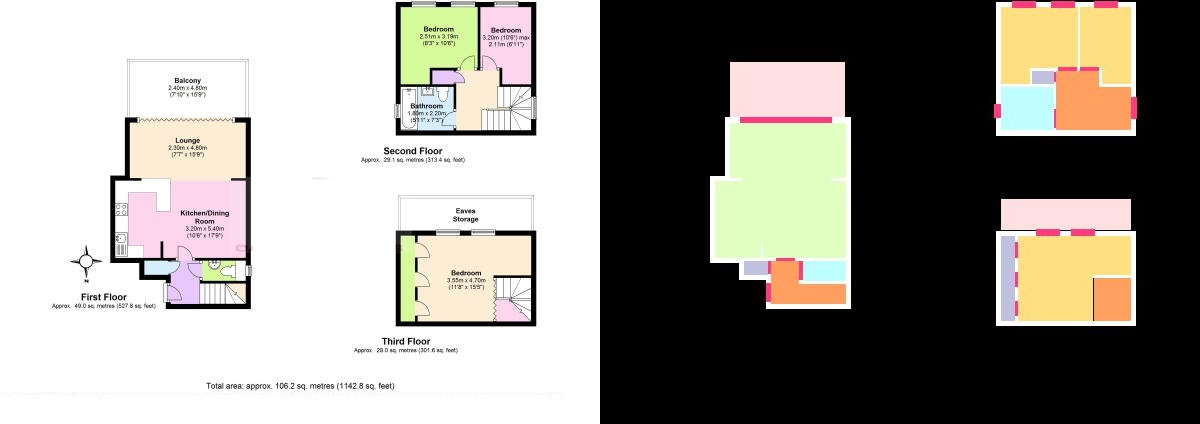 Balcony
2.40m x 4.80m
(7'10" x 15'9")
Lounge
2.30m x 4.80m
(7'7" x 15'9")
Kitchen/Dining
Room
3.20m x 5.40m
(10'6" x 17'9")
N
First Floor
Approx. 49.0 sq. metres (527.8 sq. feet)
Bedroom
2.51m x 3.19m
(8'3" x 10'6")
Bedroom
3.20m (10'6") max
2.11m (6'11")
Bathroom
1.80m x 2.20m
(5'11" x 7'3")
Second Floor
Approx. 29.1 sq. metres (313.4 sq. feet)
Eaves
Storage
Bedroom
3.55m x 4.70m
(11'8" x 15'5")
Third Floor
Approx. 28.0 sq. metres (301.6 sq. feet)
Total area: approx. 106.2 sq. metres (1142.8 sq. feet)